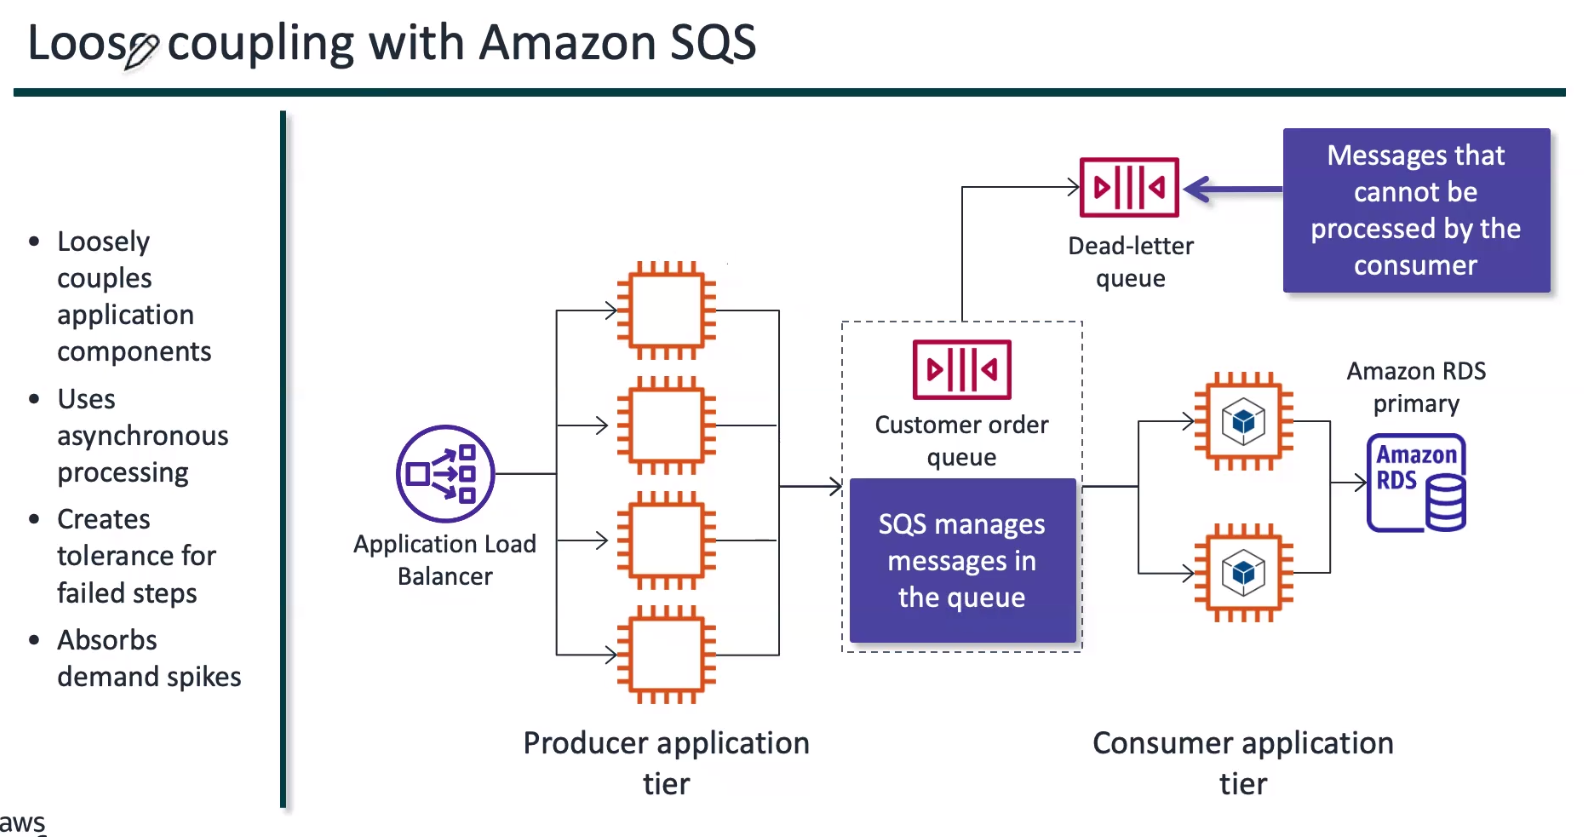 Loose coupling with Amazon SQS
• Loosely
couples
application
components
• Uses
asynchronous
processing
• Creates
tolerance for
failed steps
• Absorbs
demand spikes
Application Load
Balancer
Producer application
tier
Customer order
queue
SQS manages
messages in
the queue
Dead-letter
queue
Messages that
cannot be
processed by the
consumer
Amazon RDS
primary
Amazon
RDS
Consumer application
tier
aws